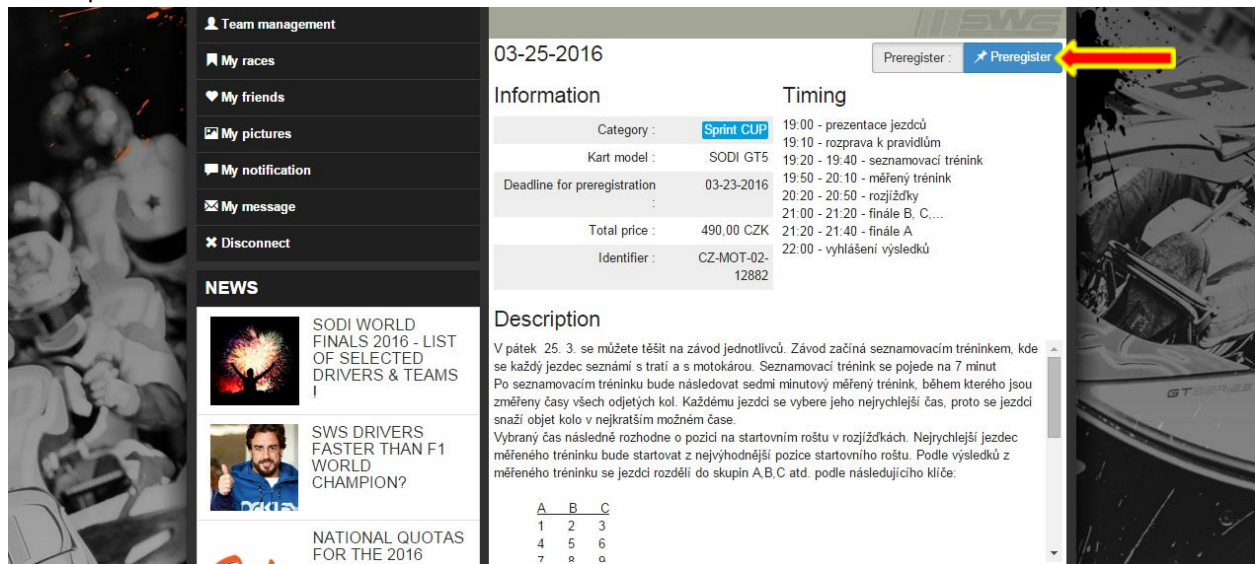 Team management
My races
My friends
My pictures
My notification
My message
Disconnect
NEWS
SODI WORLD
FINALS 2016 - LIST
OF SELECTED
DRIVERS & TEAMS
!
SWS DRIVERS
FASTER THAN F1
WORLD
CHAMPION?
NATIONAL QUOTAS
FOR THE 2016
SWS
03-25-2016
Preregister :
Preregister
Information
Category :
Sprint CUP
Kart model :
SODI GT5
Deadline for preregistration
:
03-23-2016
Total price :
490,00 CZK
Identifier :
CZ-MOT-02-
12882
Timing
19:00 - prezentace jezdců
19:10 - rozprava k pravidlům
19:20 - 19:40 - seznamovací trénink
19:50 - 20:10 - měřený trénink
20:20 - 20:50 - rozjížďky
21:00 - 21:20 - finále B, C,...
21:20 - 21:40 - finále A
22:00 - vyhlášení výsledků
Description
V pátek 25. 3. se můžete těšit na závod jednotlivců. Závod začíná seznamovacím tréninkem, kde
se každý jezdec seznámí s tratí a s motokárou. Seznamovací trénink se pojede na 7 minut
Po seznamovacím tréninku bude následovat sedmi minutový měřený trénink, během kterého jsou
změřeny časy všech odjetých kol. Každému jezdci se vybere jeho nejrychlejší čas, proto se jezdci
snaží objet kolo v nejkratším možném čase.
Vybraný čas následně rozhodne o pozici na startovním roštu v rozjížďkách. Nejrychlejší jezdec
měřeného tréninku bude startovat z nejvýhodnější pozice startovního roštu. Podle výsledků z
měřeného tréninku se jezdci rozdělí do skupin A,B,C atd. podle následujícího klíče:
A B C
1 2 3
4 5 6
7 8 9
8
GTSERIES